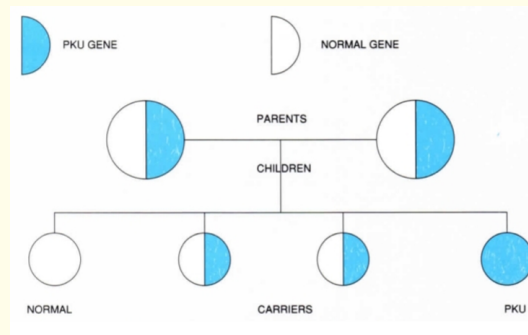 PKU GENE
NORMAL GENE
PARENTS
CHILDREN
NORMAL
CARRIERS
PKU